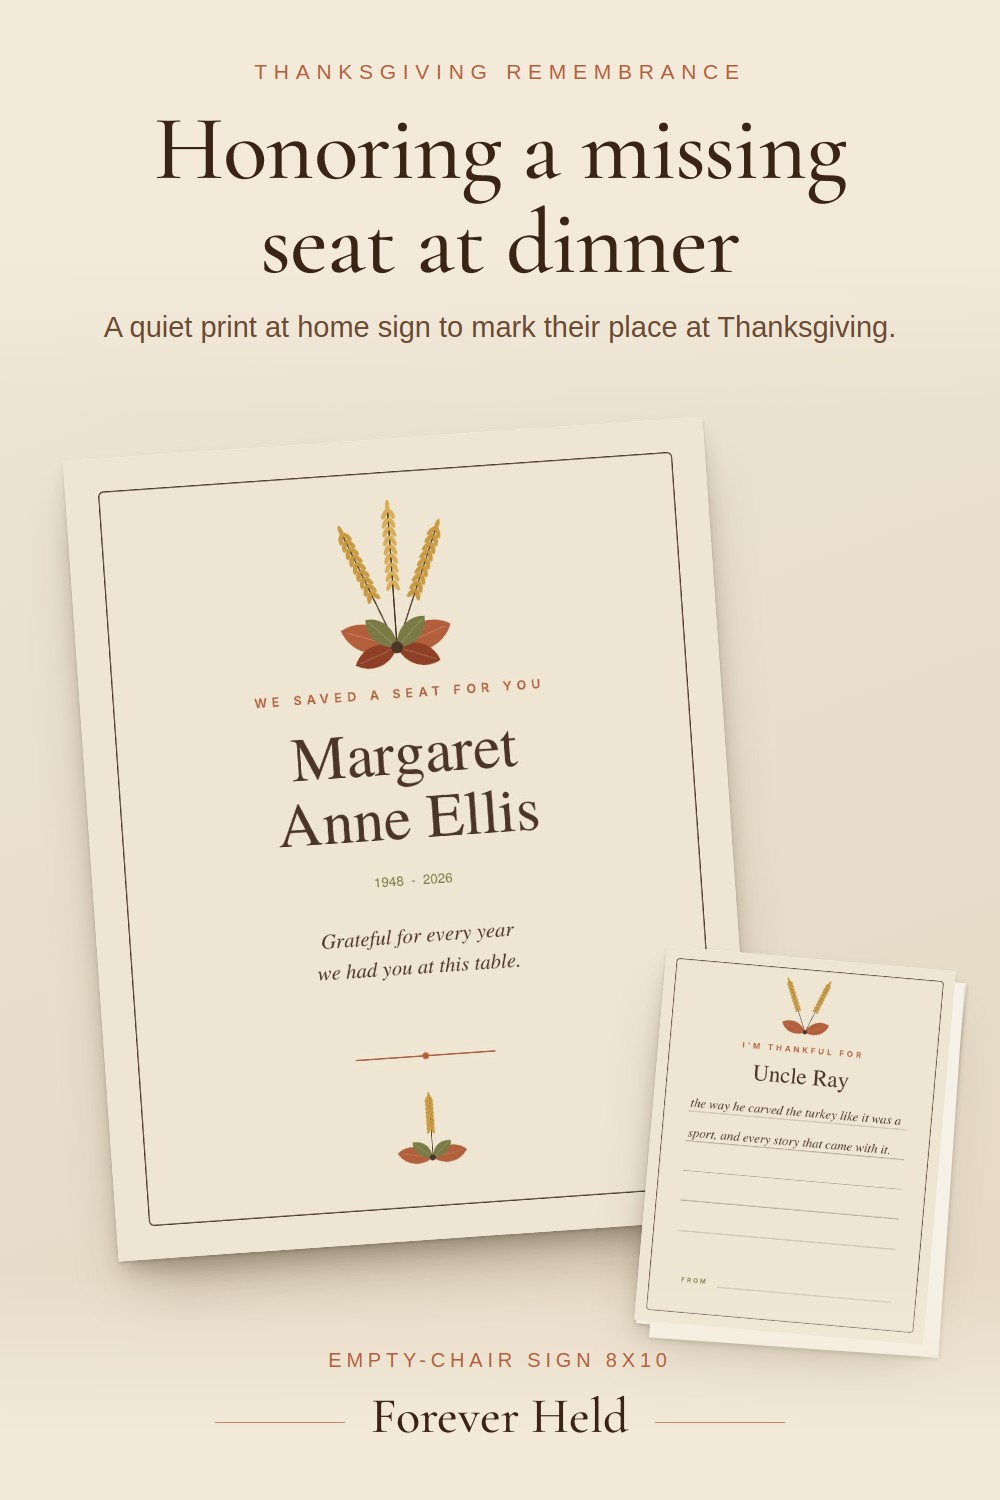 THANKSGIVING REMEMBRANCE
Honoring a missing
seat at dinner
A quiet print at home sign to mark their place at Thanksgiving.
WE SAVED A SEAT FOR YOU
Margaret
Anne Ellis
1948 - 2026
Grateful for every year
we had you at this table.
I'M THANKFUL FOR
Uncle Ray
the way he carved the turkey like it was a
sport, and every story that came with it.
FROM
EMPTY-CHAIR SIGN 8X10
Forever Held